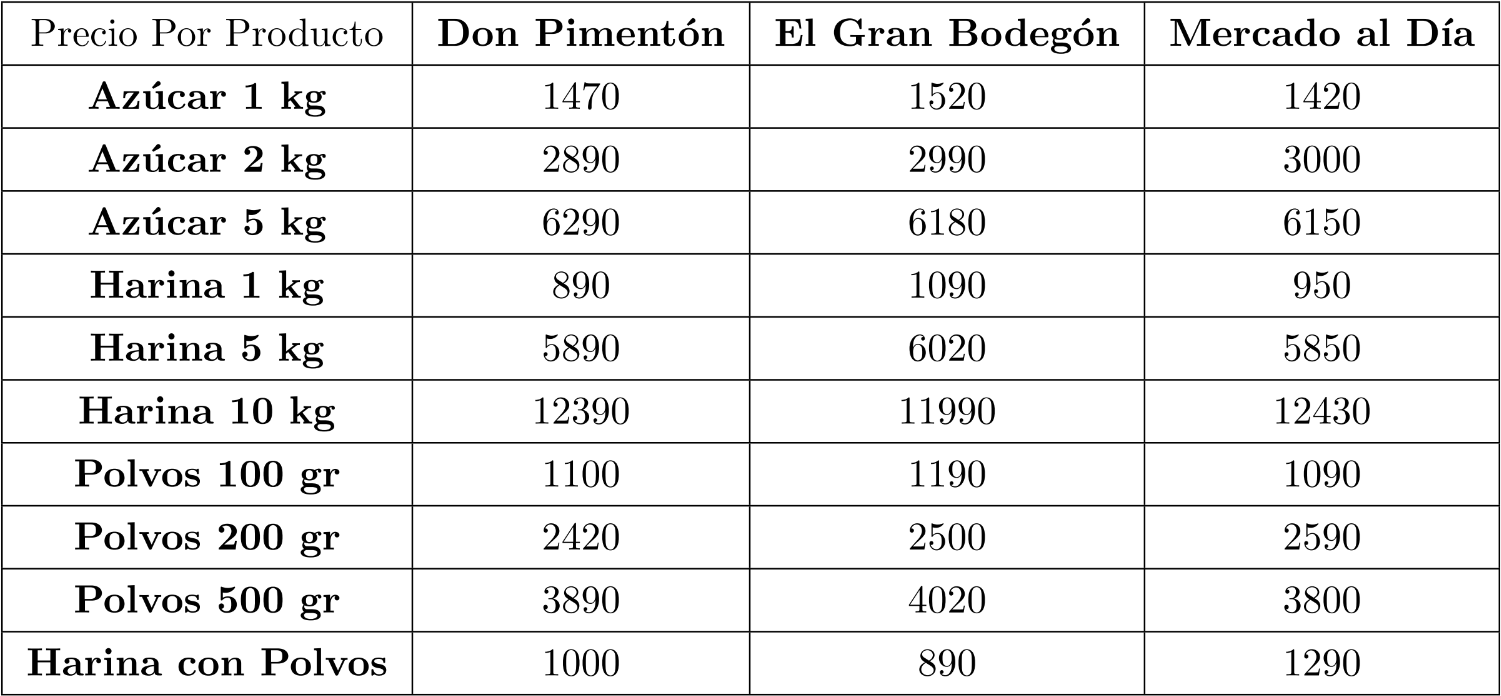 Precio Por Producto Don Pimentón El Gran Bodegón Mercado al Día
Azúcar 1 kg 1470 1520 1420
Azúcar 2 kg 2890 2990 3000
Azúcar 5 kg 6290 6180 6150
Harina 1 kg 890 1090 950
Harina 5 kg 5890 6020 5850
Harina 10 kg 12390 11990 12430
Polvos 100 gr 1100 1190 1090
Polvos 200 gr 2420 2500 2590
Polvos 500 gr 3890 4020 3800
Harina con Polvos 1000 890 1290